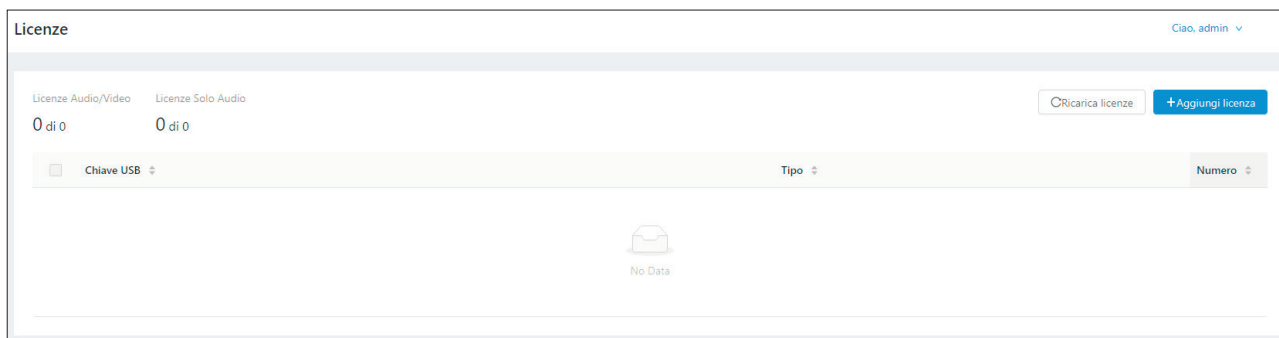 Licenze
Ciao, admin
Licenze Audio/Video
Licenze Solo Audio
0 di 0
0 di 0
Ricarica licenze
+Aggiungi licenza
Chiave USB
Tipo
Numero
No Data